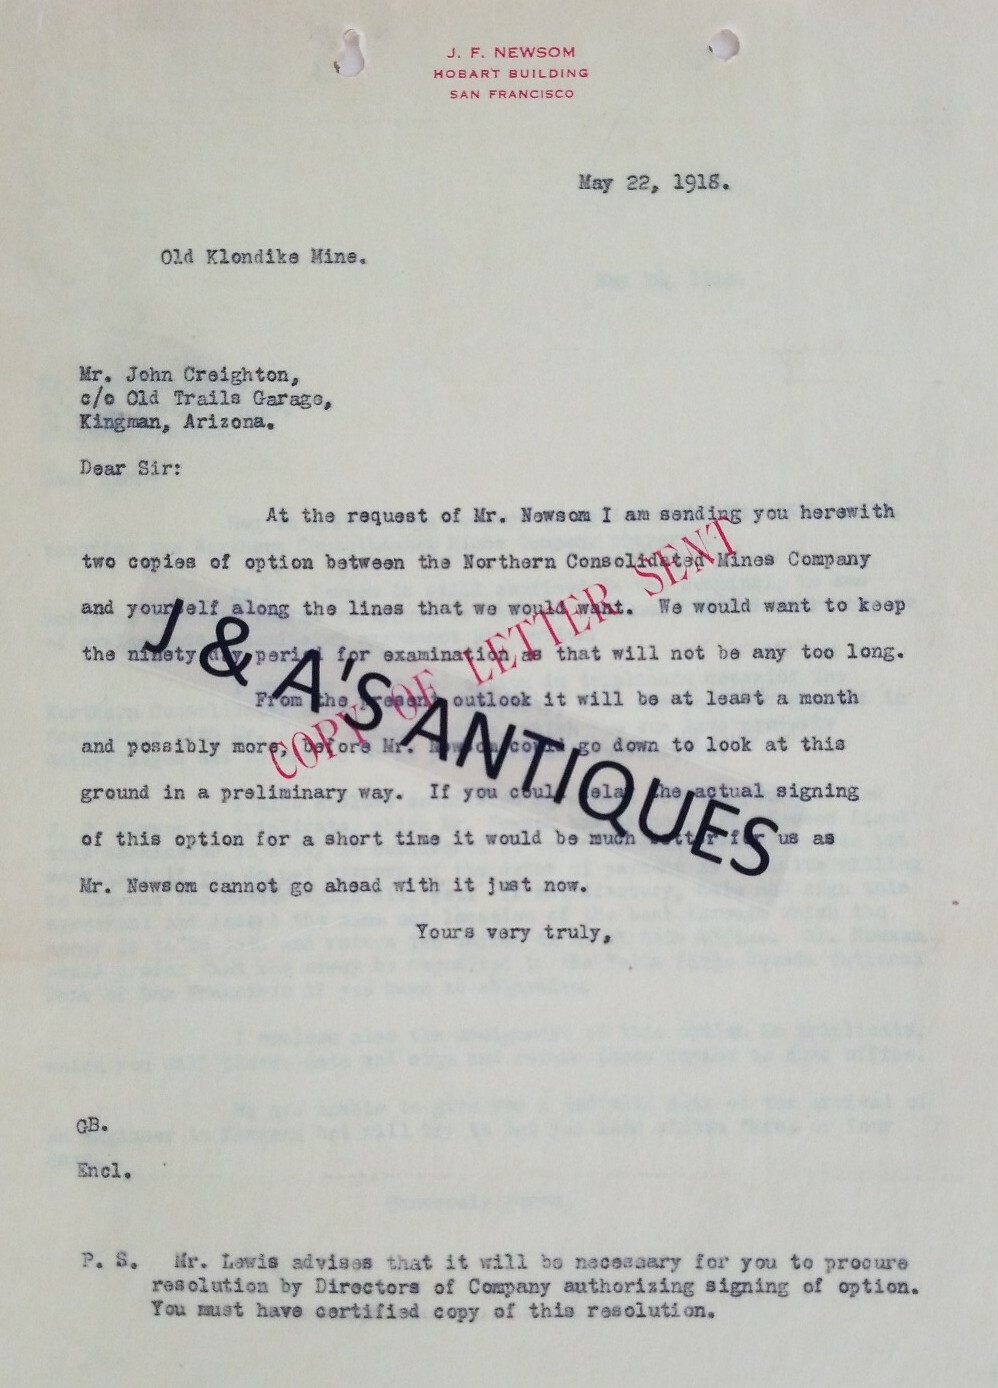 J. F. NEWSOM
HOBART BUILDING
SAN FRANCISCO
May 22, 1918.
Old Klondike Mine.
Mr. John Creighton,
c/o Old Trails Garage,
Kingman, Arizona.
Dear Sir:
At the request of Mr. Newsom I am sending you herewith
two copies of option between the Northern Consolidated Mines Company
and yourself along the lines that we would want. We would want to keep
the ninety day period for examination as that will not be any too long.
From the present outlook it will be at least a month
and possibly more, before Mr. Newsom could go down to look at this
ground in a preliminary way. If you could delay the actual signing
of this option for a short time it would be much better for us as
Mr. Newsom cannot go ahead with it just now.
Yours very truly,
GB.
Encl.
P. S. Mr. Lewis advises that it will be necessary for you to procure
resolution by Directors of Company authorizing signing of option.
You must have certified copy of this resolution.
COPY OF LETTER SENT
J & A'S ANTIQUES